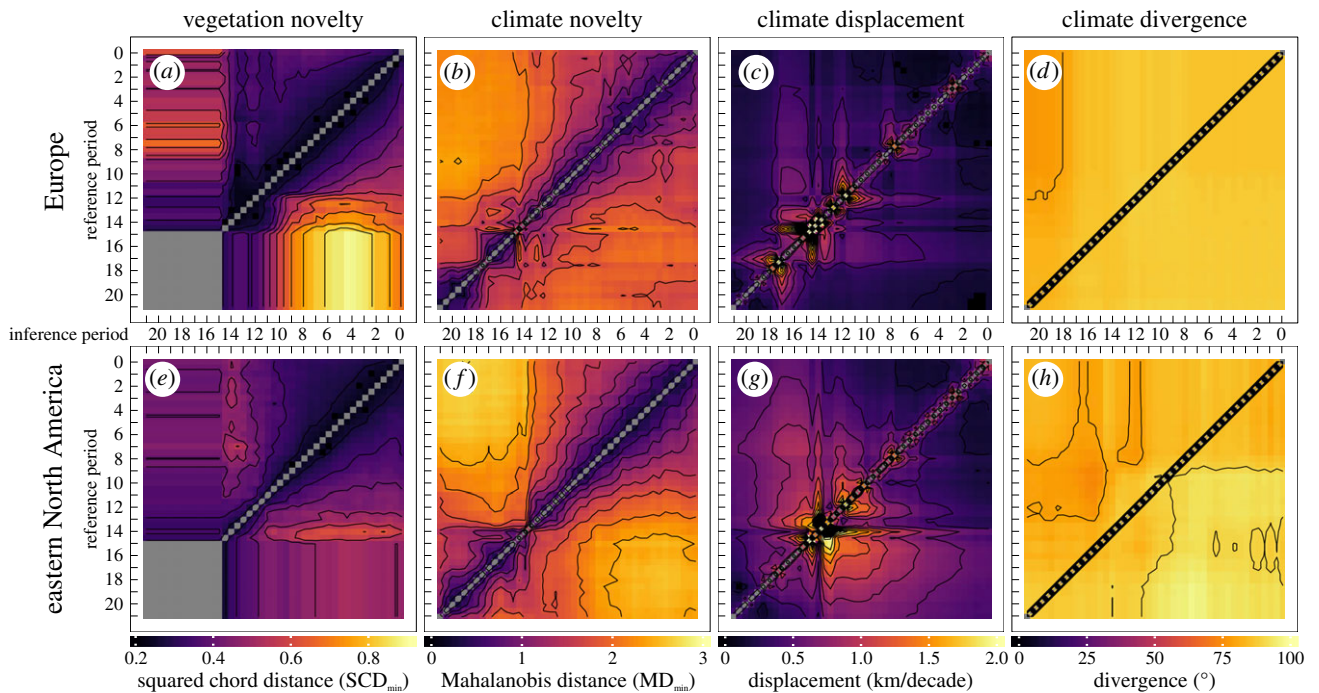 vegetation novelty climate novelty climate displacement climate divergence
(a) (b) (c) (d)
Europe
reference period
0
2
4
6
8
10
12
14
16
18
20
inference period 20 18 16 14 12 10 8 6 4 2 0 20 18 16 14 12 10 8 6 4 2 0 20 18 16 14 12 10 8 6 4 2 0 20 18 16 14 12 10 8 6 4 2 0
(e) (f) (g) (h)
eastern North America
reference period
0
2
4
6
8
10
12
14
16
18
20
0.2 0.4 0.6 0.8 0 1 2 3 0 0.5 1.0 1.5 2.0 0 25 50 75 100
squared chord distance (SCDmin) Mahalanobis distance (MDmin) displacement (km/decade) divergence (°)